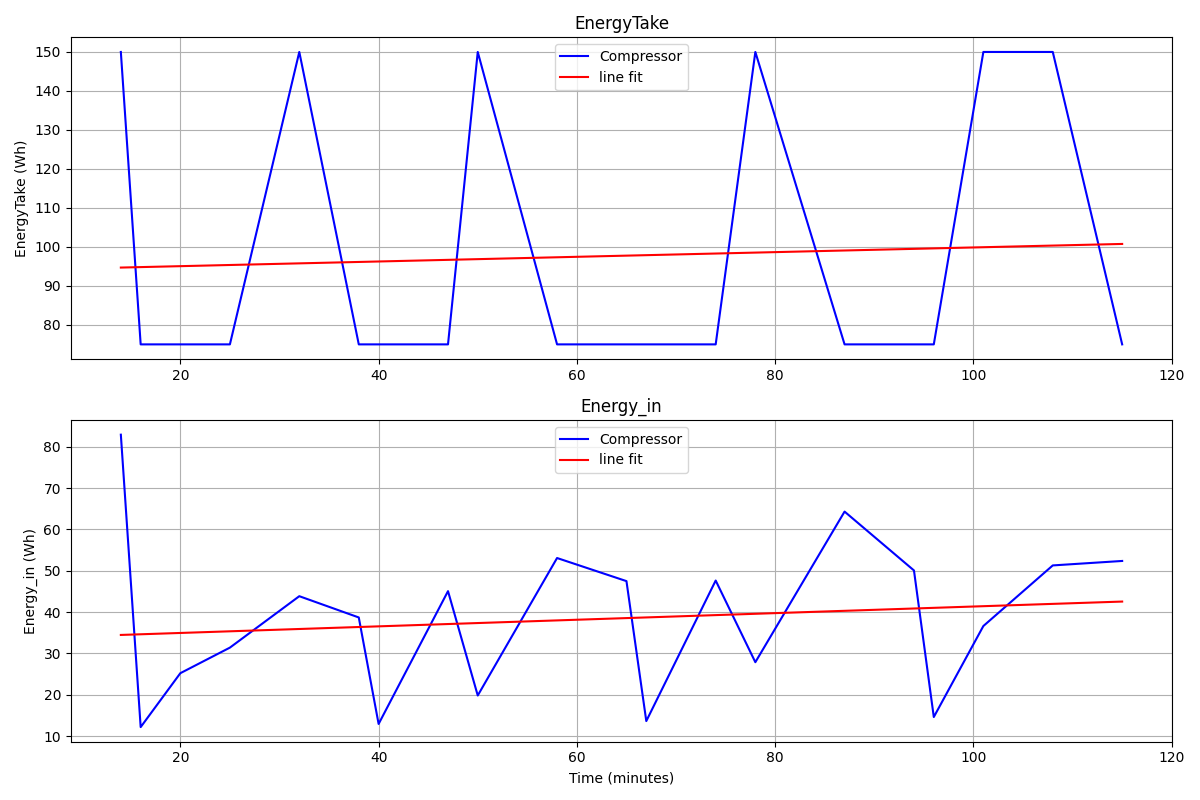 EnergyTake
EnergyTake (Wh)
150
140
130
120
110
100
90
80
Compressor
line fit
20 40 60 80 100 120
Energy_in
Energy_in (Wh)
80
70
60
50
40
30
20
10
Compressor
line fit
20 40 60 80 100 120
Time (minutes)